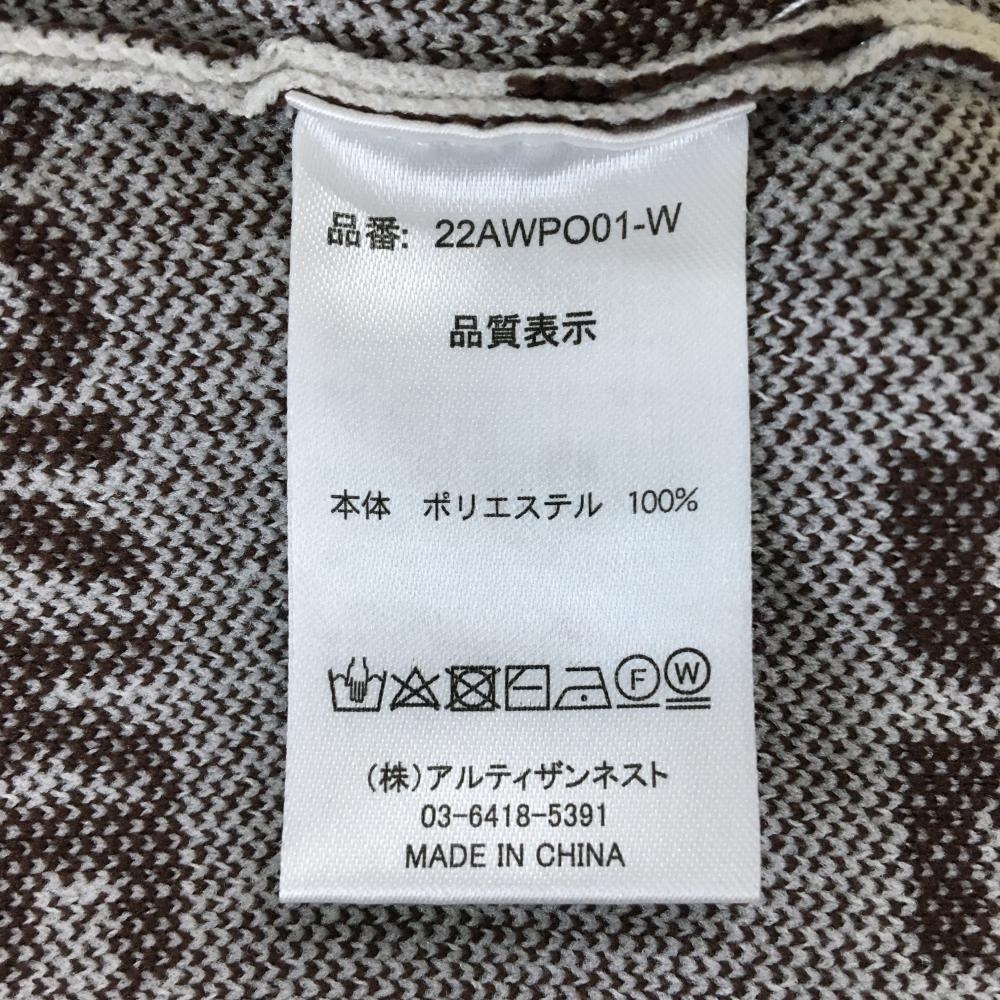 品番: 22AWPO01-W
品質表示
本体 ポリエステル 100%
F W
(株)アルティザンネスト
03-6418-5391
MADE IN CHINA